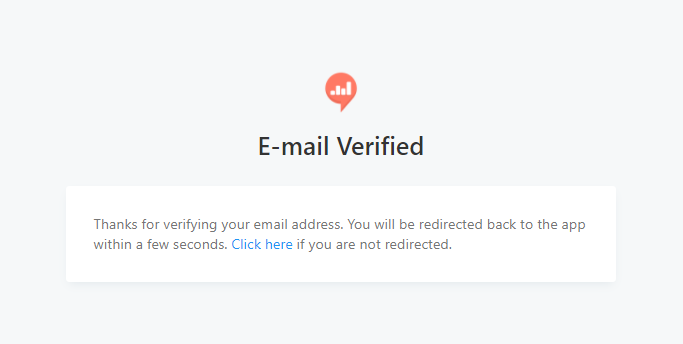 E-mail Verified
Thanks for verifying your email address. You will be redirected back to the app
within a few seconds. Click here if you are not redirected.